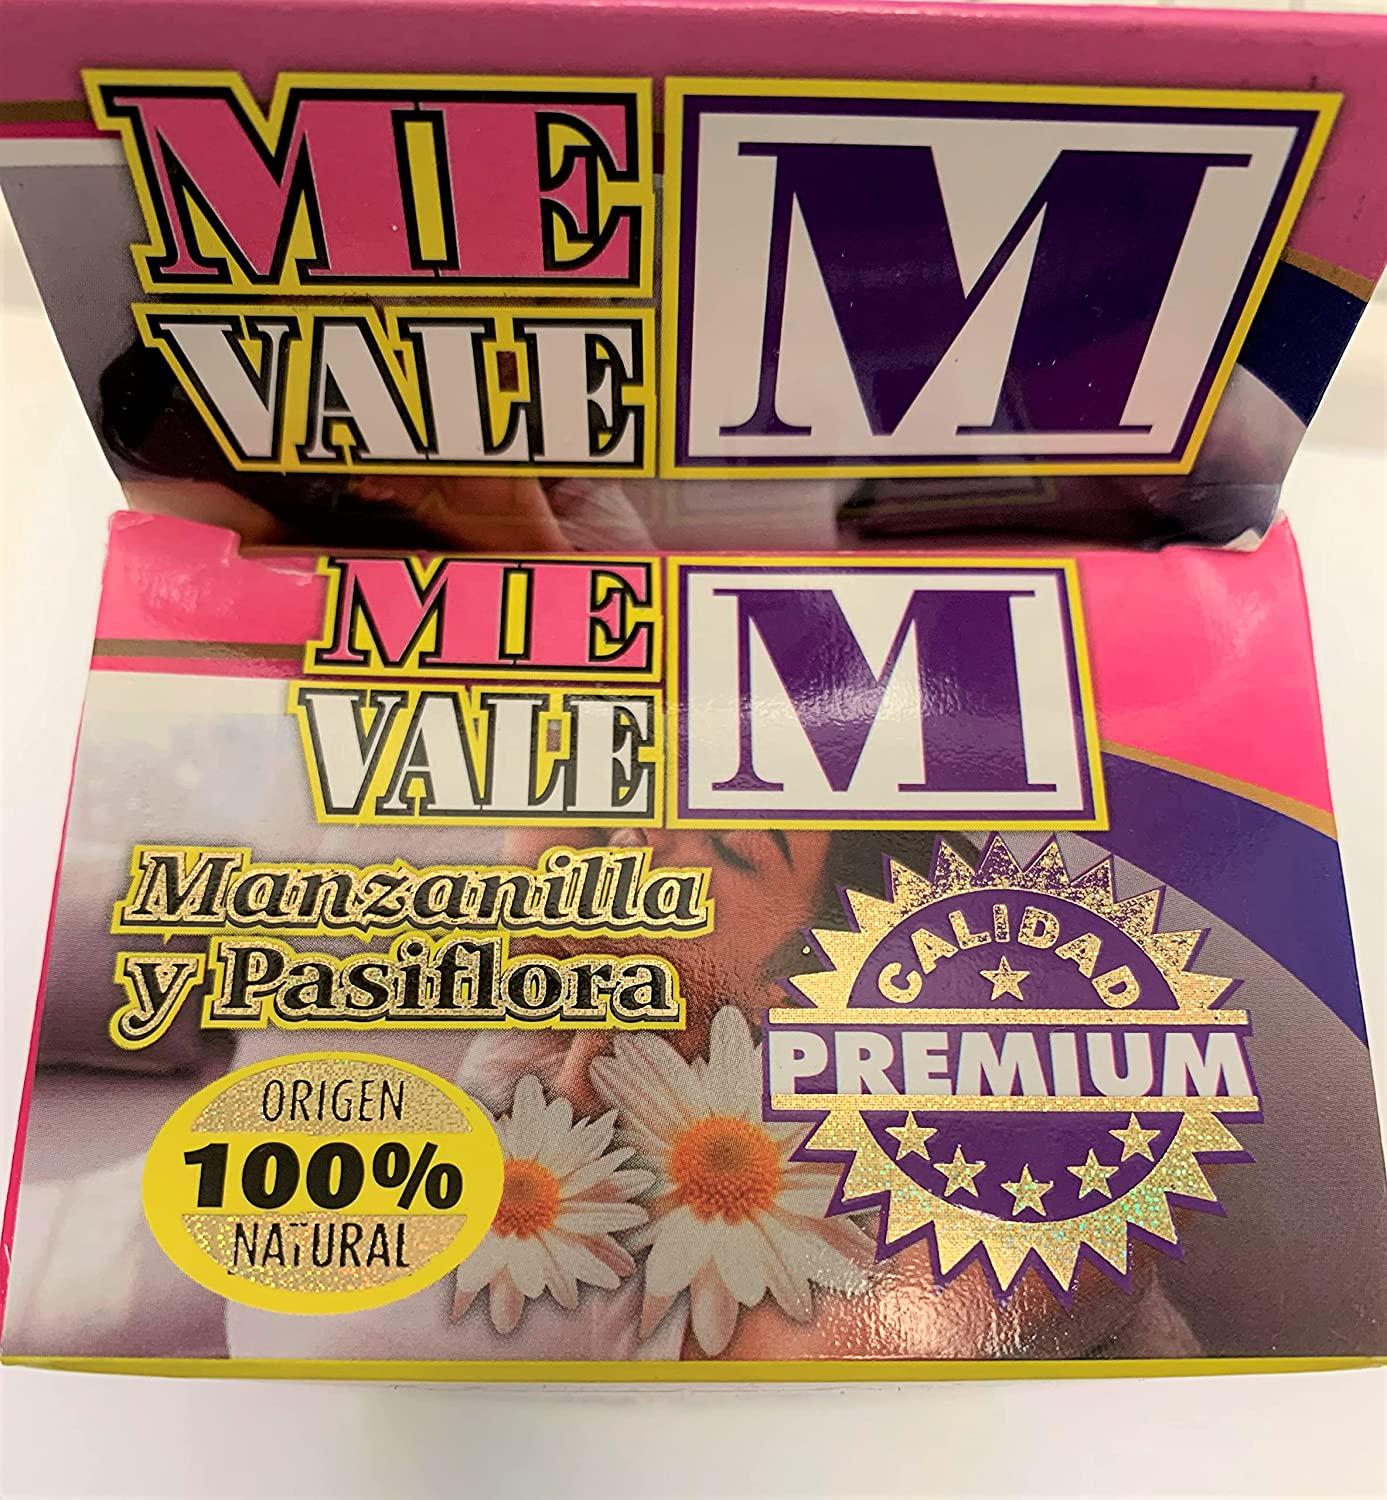 ME
VALE
M
ME
VALE
M
Manzanilla
y Pasiflora
ORIGEN
100%
NATURAL
CALIDAD
PREMIUM